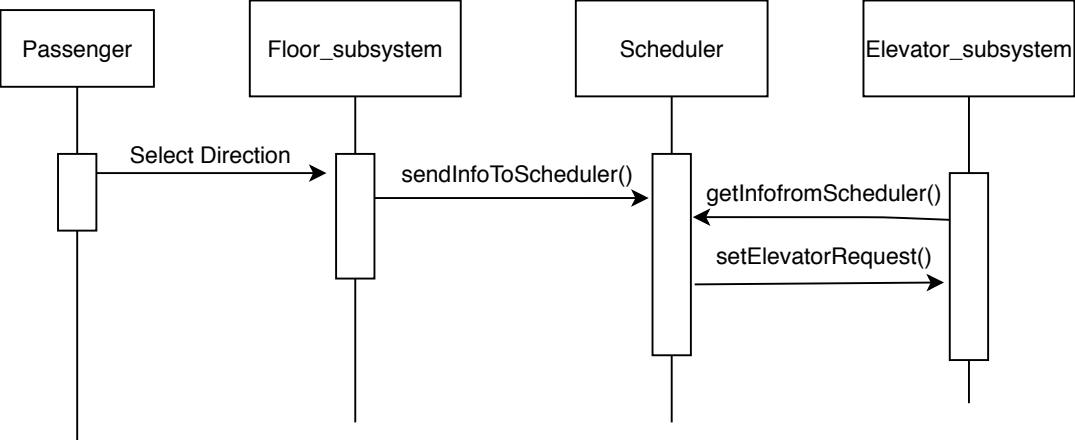 Passenger
Floor_subsystem
Scheduler
Elevator_subsystem
Select Direction
sendInfoToScheduler()
getInfofromScheduler()
setElevatorRequest()